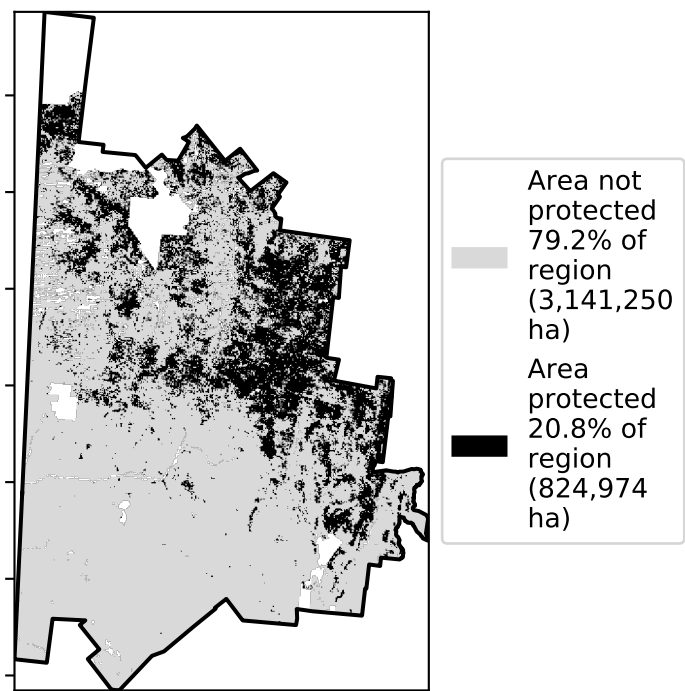 Area not
protected
79.2% of
region
(3,141,250
ha)
Area
protected
20.8% of
region
(824,974
ha)